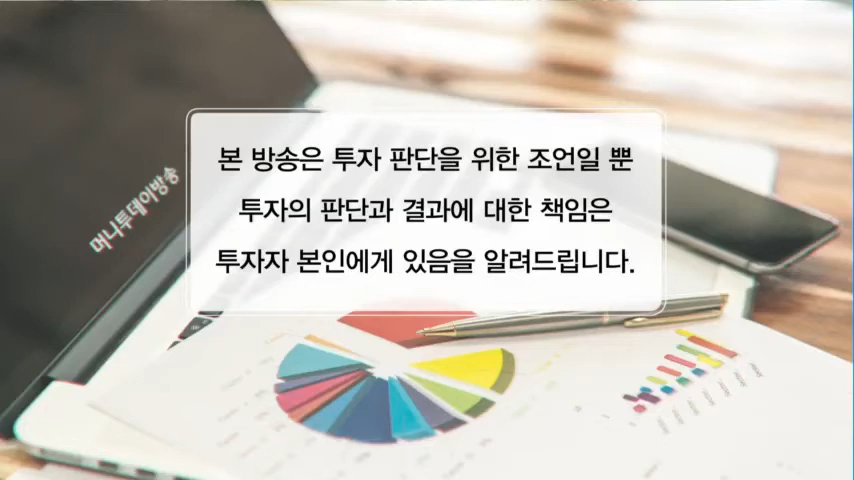 본 방송은 투자 판단을 위한 조언일 뿐
투자의 판단과 결과에 대한 책임은
투자자 본인에게 있음을 알려드립니다.
머니투데이방송